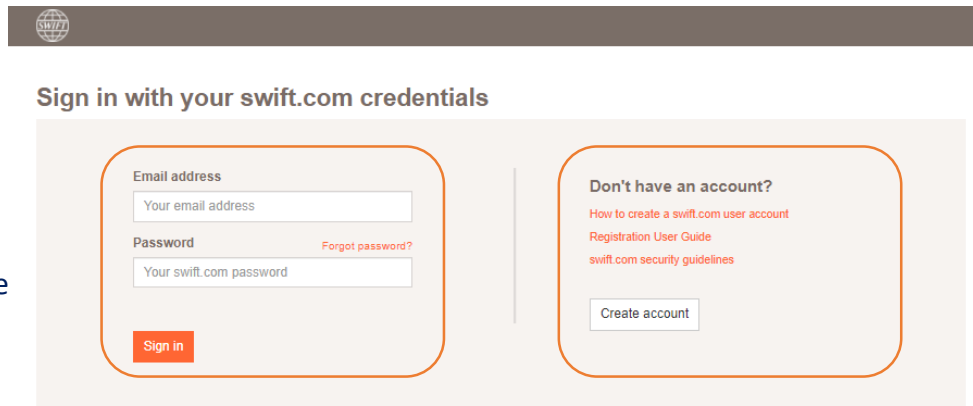 SWIFT
Sign in with your swift.com credentials
Email address
Your email address
Password Forgot password?
Your swift.com password
Sign in
Don't have an account?
How to create a swift.com user account
Registration User Guide
swift.com security guidelines
Create account
e